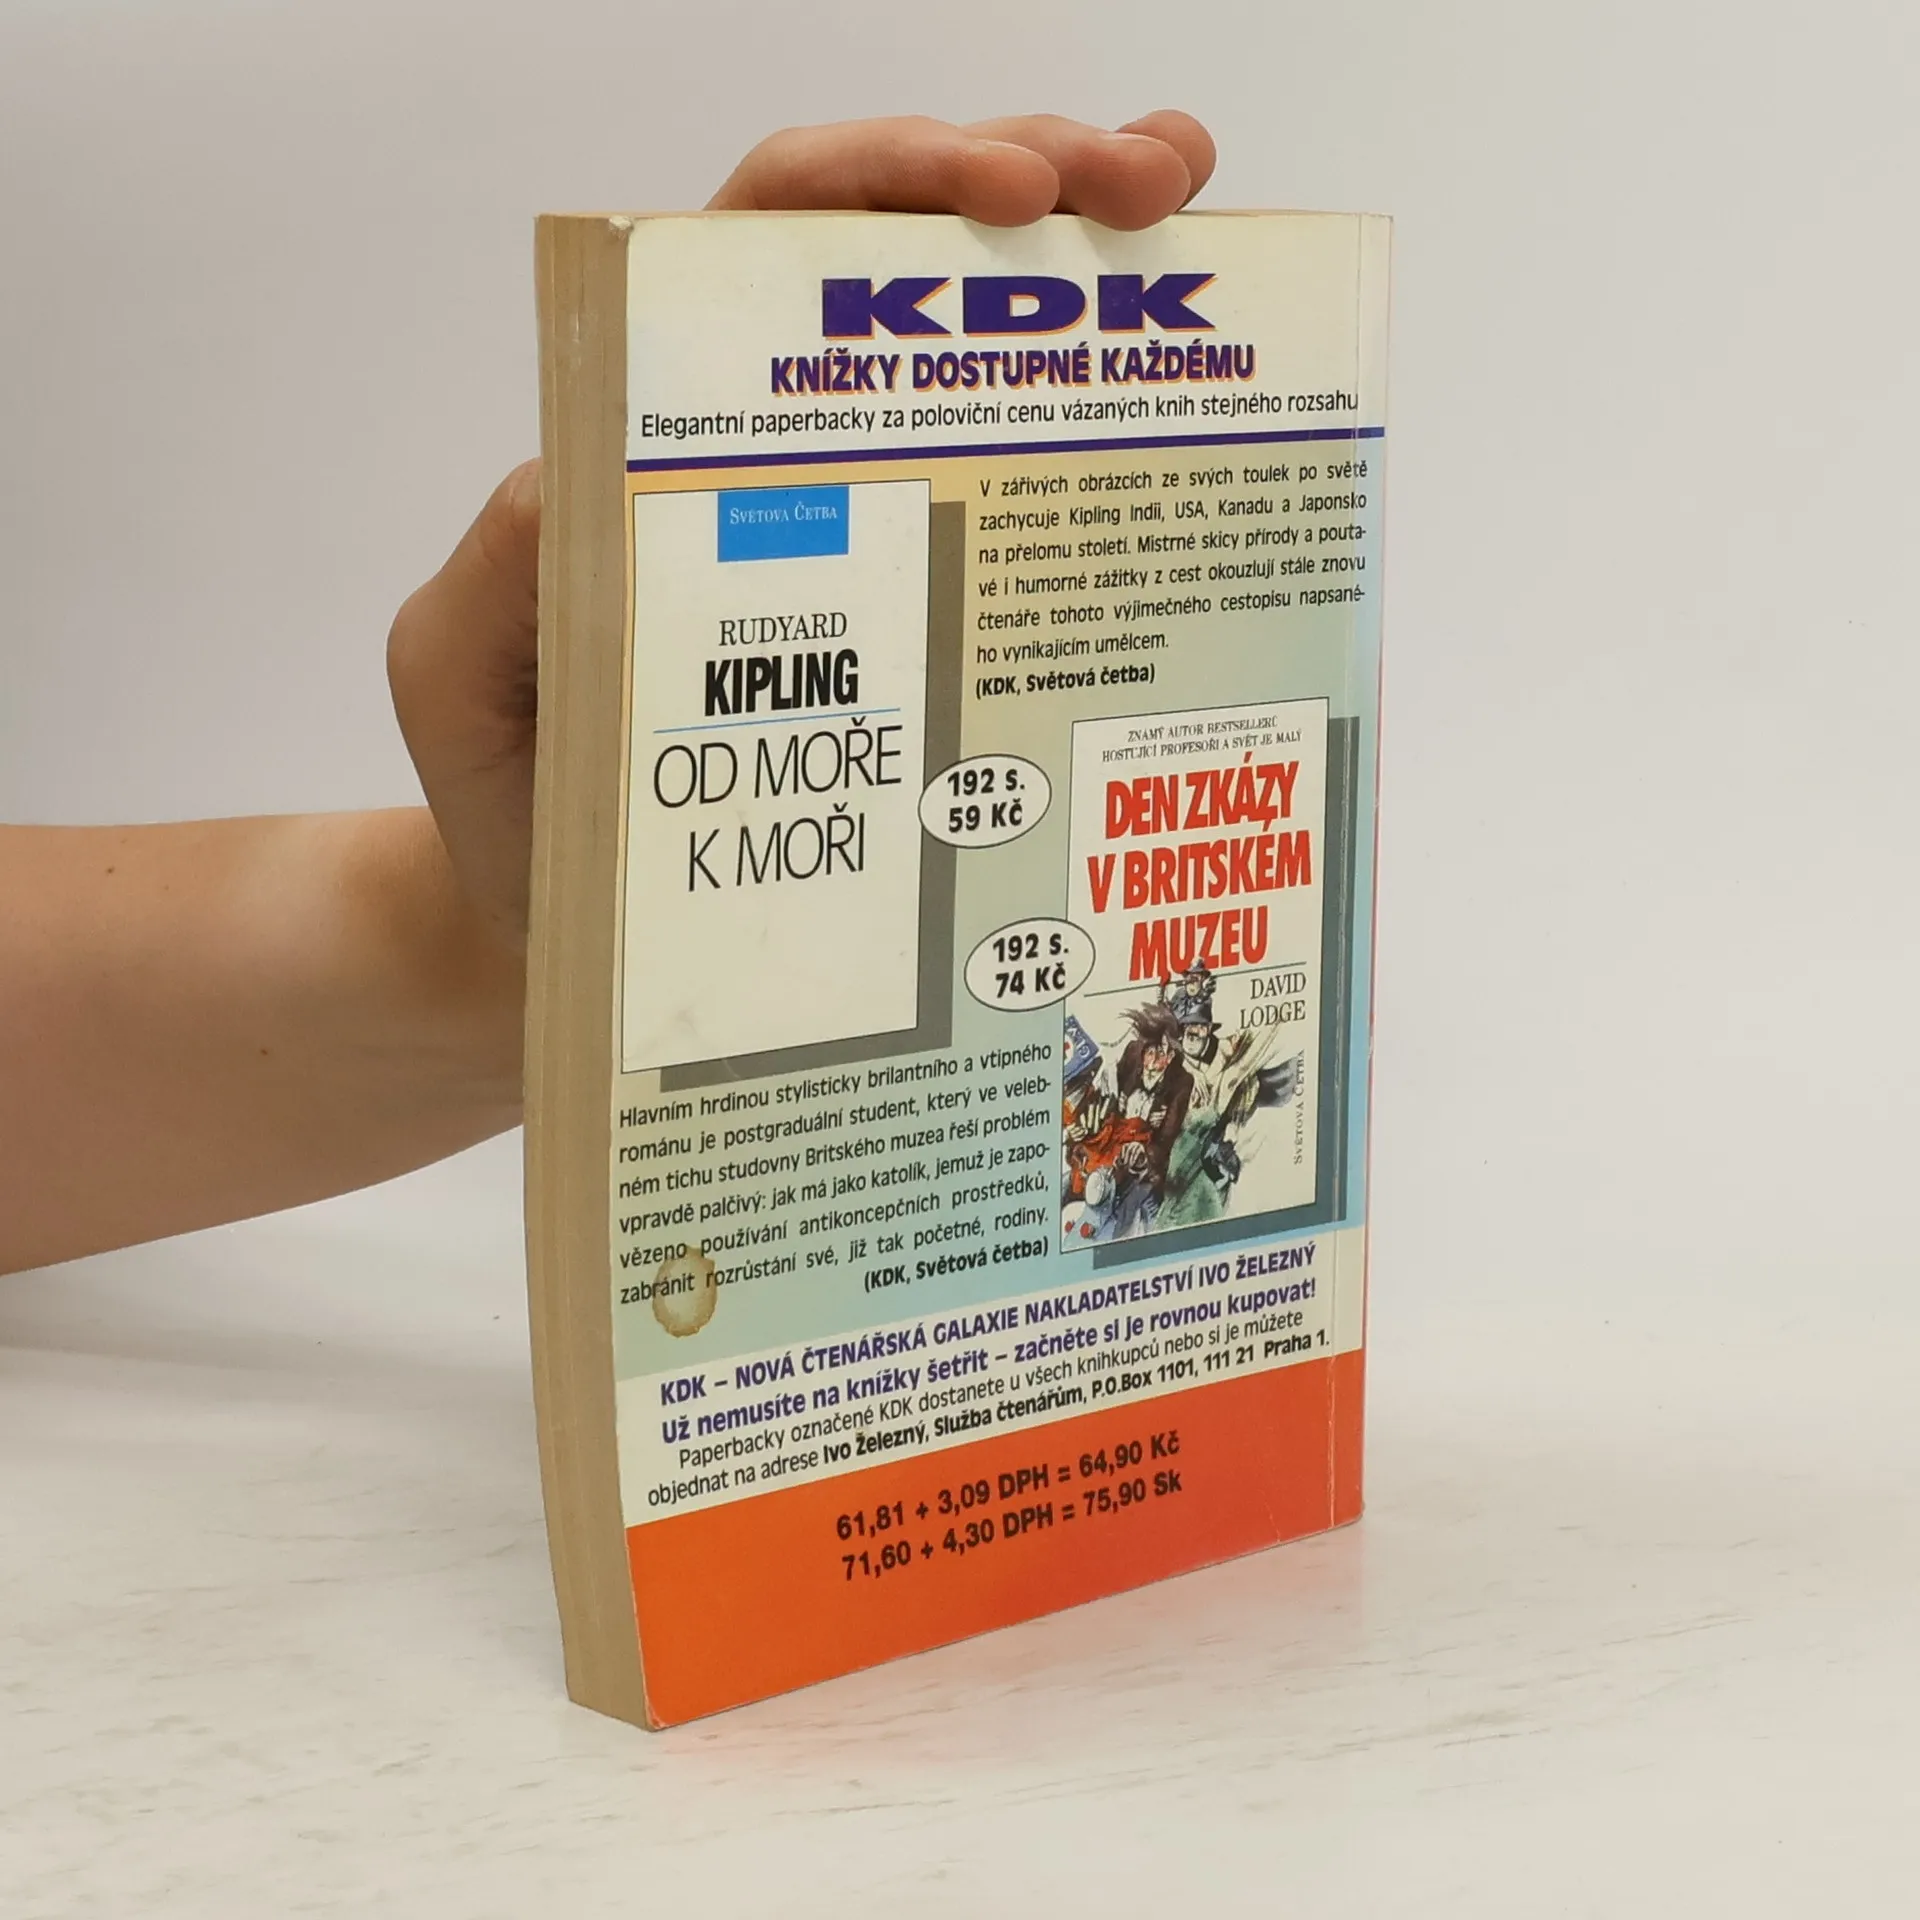 KDK
KNÍŽKY DOSTUPNÉ KAŽDÉMU
Elegantní paperbacky za poloviční cenu vázaných knih stejného rozsahu
SVĚTOVÁ ČETBA
RUDYARD
KIPLING
OD MOŘE
K MOŘI
V zářivých obrázcích ze svých toulek po světě
zachycuje Kipling Indii, USA, Kanadu a Japonsko
na přelomu století. Mistrné skicy přírody a pouta-
vé i humorné zážitky z cest okouzlují stále znovu
čtenáře tohoto výjimečného cestopisu napsané-
ho vynikajícím umělcem.
(KDK, Světová četba)
192 s.
59 Kč
ZNÁMÝ AUTOR BESTSELLERŮ
HOSTUJÍCÍ PROFESOŘI A SVĚT JE MALÝ
DEN ZKÁZY
V BRITSKÉM
MUZEU
DAVID
LODGE
SVĚTOVÁ ČETBA
192 s.
74 Kč
Hlavním hrdinou stylisticky brilantního a vtipného
románu je postgraduální student, který ve veleb-
ném tichu studovny Britského muzea řeší problém
vpravdě palčivý: jak má jako katolík, jemuž je zapo-
vězeno používání antikoncepčních prostředků,
zabránit rozrůstání své, již tak početné, rodiny.
(KDK, Světová četba)
KDK – NOVÁ ČTENÁŘSKÁ GALAXIE NAKLADATELSTVÍ IVO ŽELEZNÝ
Už nemusíte na knížky šetřit – začněte si je rovnou kupovat!
Paperbacky označené KDK dostanete u všech knihkupců nebo si je můžete
objednat na adrese Ivo Železný, Služba čtenářům, P.O.Box 1101, 111 21 Praha 1.
61,81 + 3,09 DPH = 64,90 Kč
71,60 + 4,30 DPH = 75,90 Sk